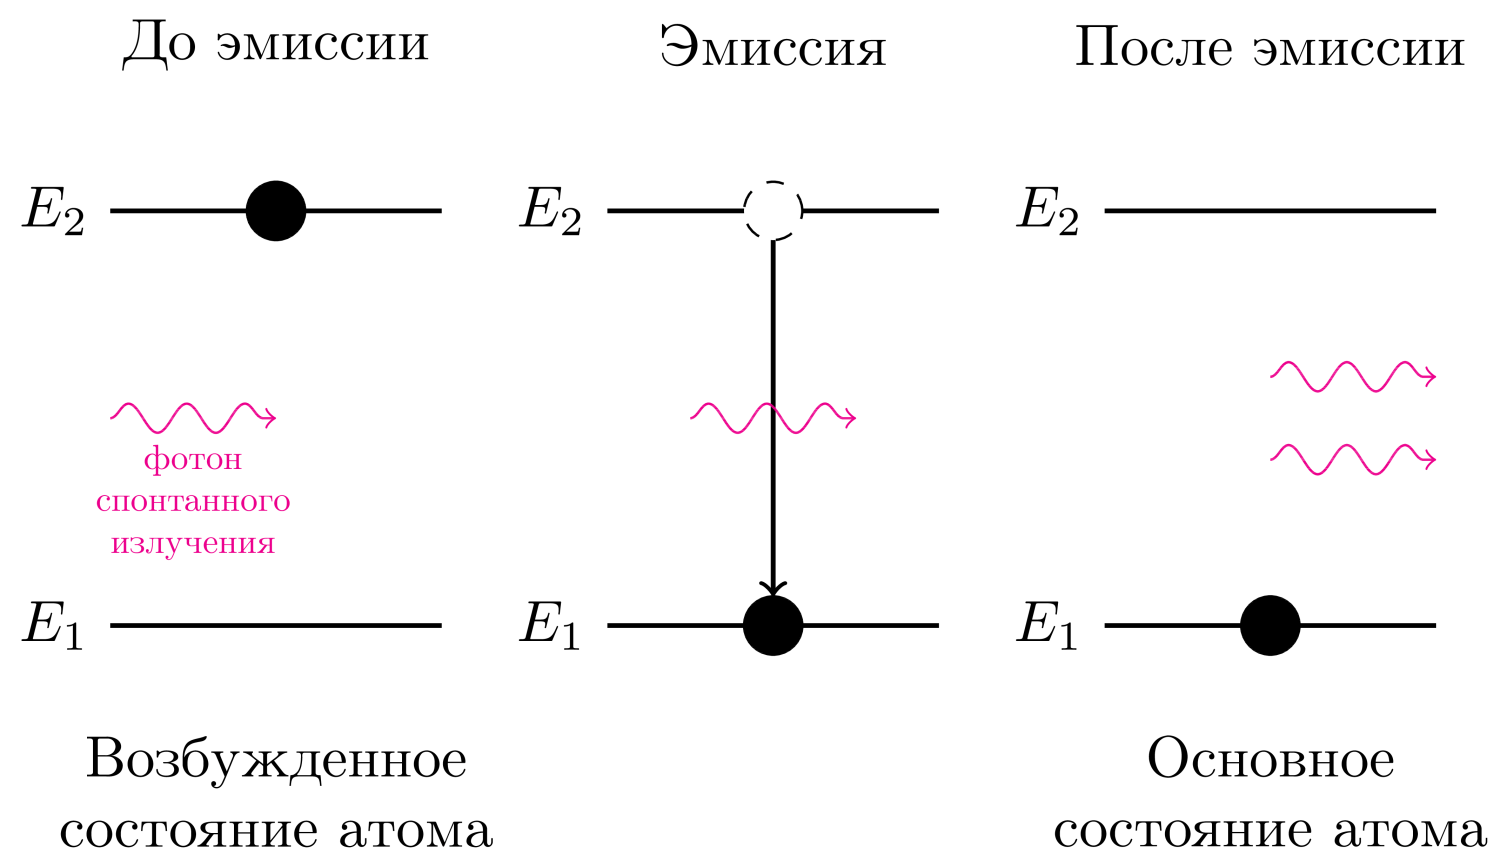 До эмиссии
Эмиссия
После эмиссии
E₂
E₂
E₂
фотон
спонтанного
излучения
E₁
E₁
E₁
Возбужденное
состояние атома
Основное
состояние атома